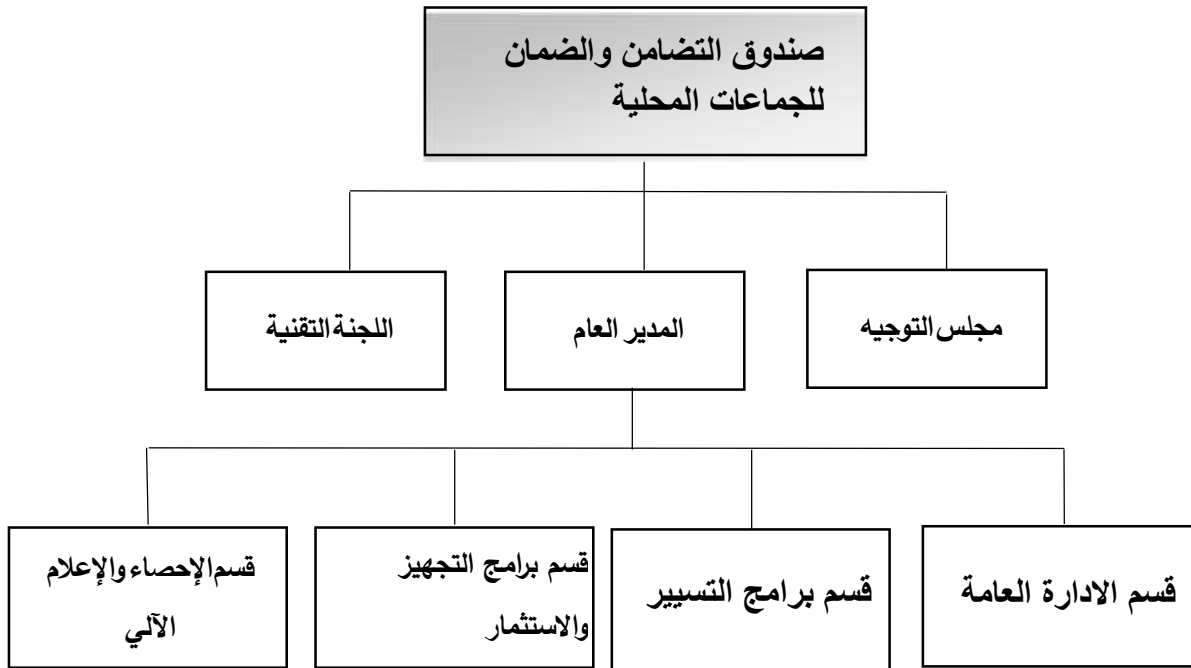 صندوق التضامن والضمان
للجماعات المحلية
مجلس التوجيه
المدير العام
اللجنة التقنية
قسم الادارة العامة
قسم برامج التسيير
قسم برامج التجهيز
والاستثمار
قسم الإحصاء والإعلام
الآلي